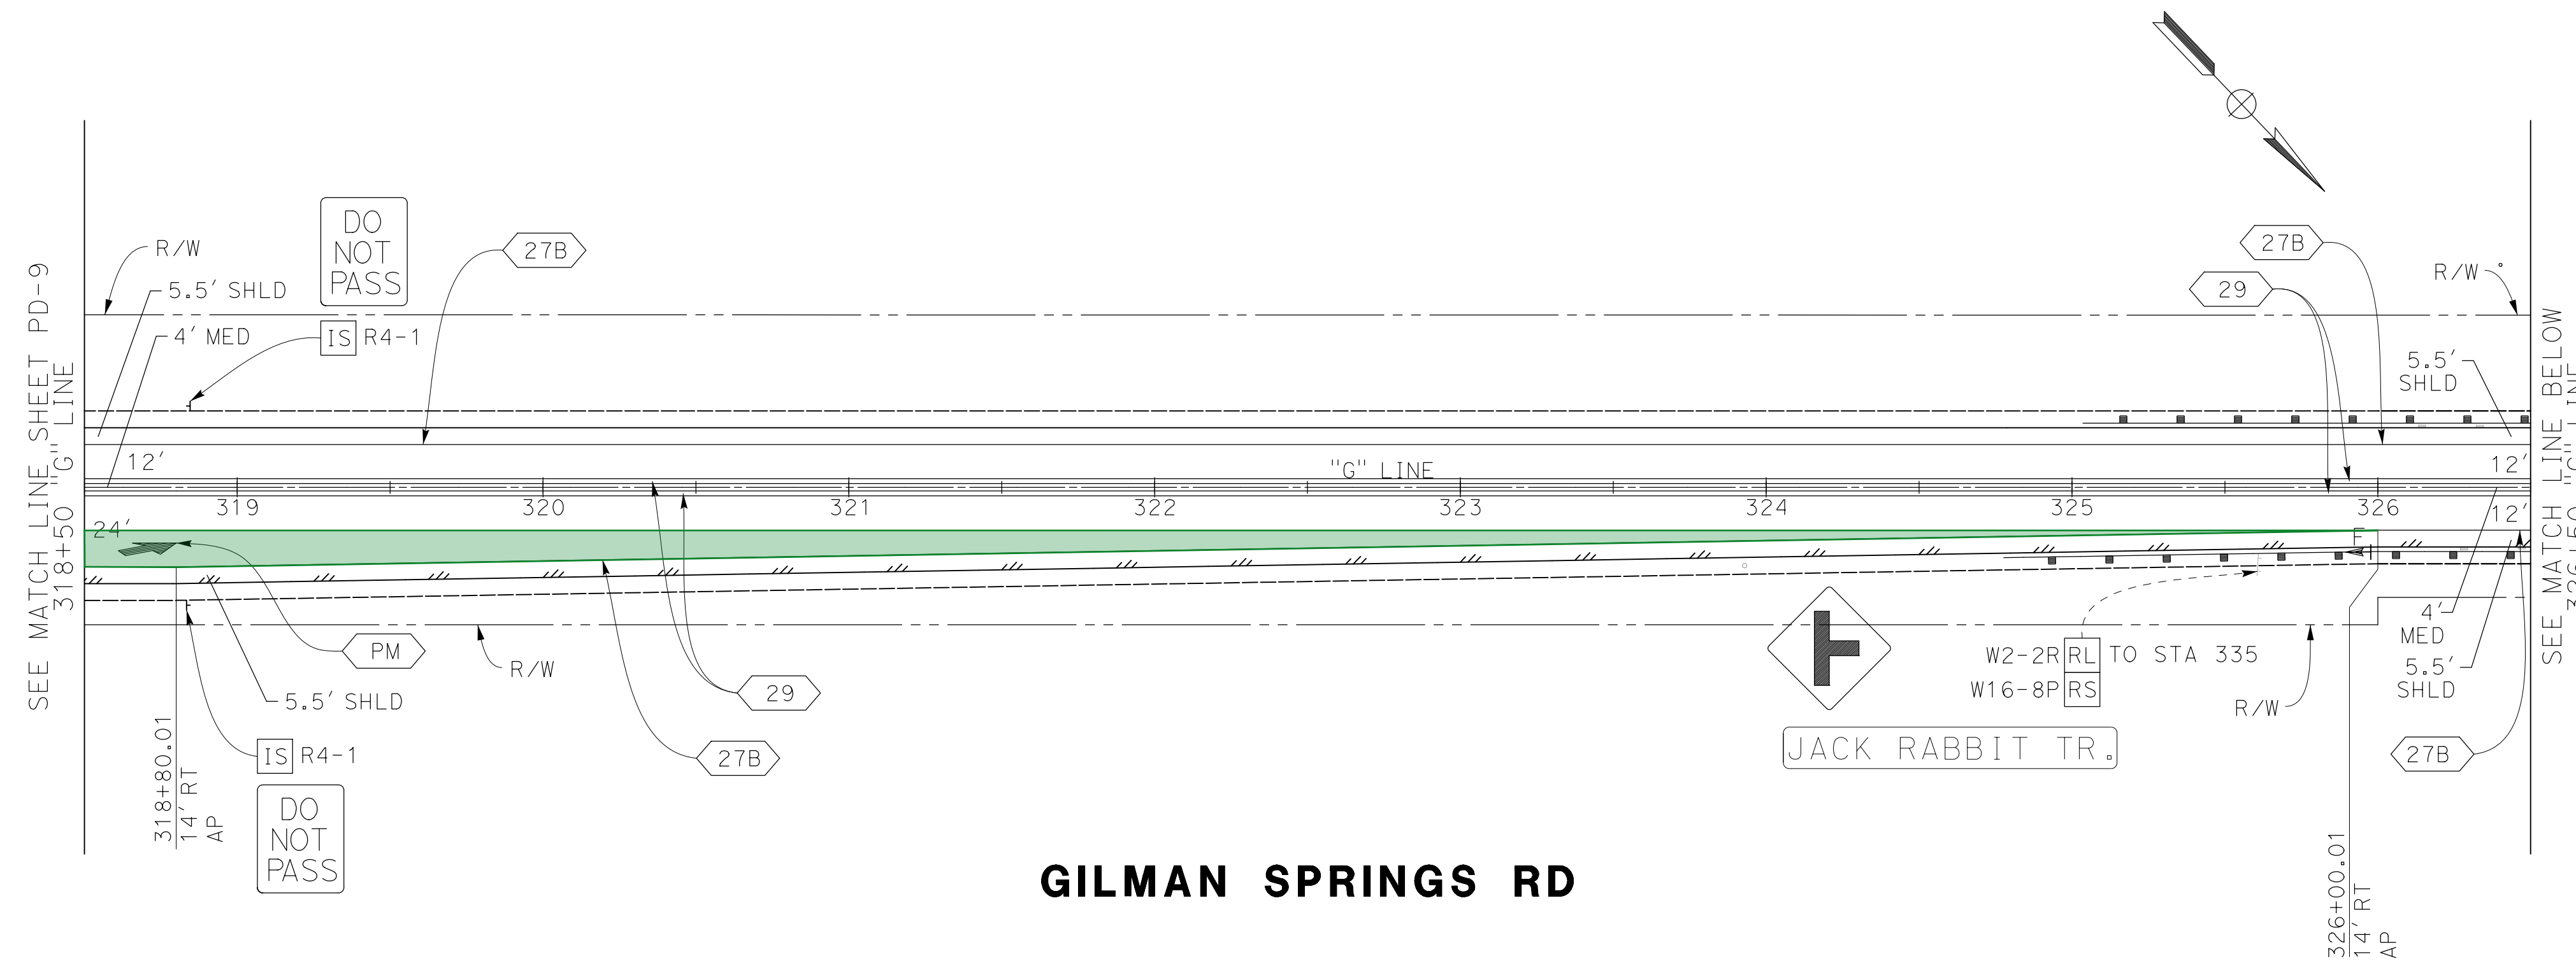 SEE MATCH LINE SHEET PD-9
318+50 "G" LINE
R/W
5.5' SHLD
4' MED
DO
NOT
PASS
IS R4-1
27B
27B
29
R/W
5.5'
SHLD
12'
"G" LINE
12'
319 320 321 322 323 324 325 326
24'
12'
F
PM
R/W
5.5' SHLD
29
27B
IS R4-1
DO
NOT
PASS
318+80.01
14' RT
AP
W2-2R RL TO STA 335
W16-8P RS
JACK RABBIT TR.
R/W
4'
MED
5.5'
SHLD
27B
326+00.01
14' RT
AP
SEE MATCH LINE BELOW
326+50 "G" LINE
GILMAN SPRINGS RD